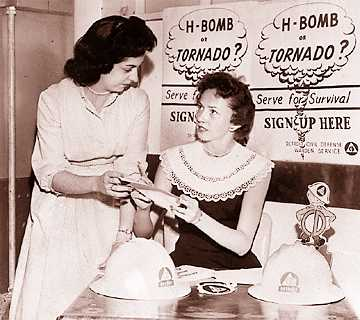 H-BOMB
or
TORNADO?
Serve for
SIGN UP
H-BOMB
or
TORNADO?
Serve for Survival
SIGN UP HERE
DETROIT CIVIL DEFENSE
WARDEN SERVICE